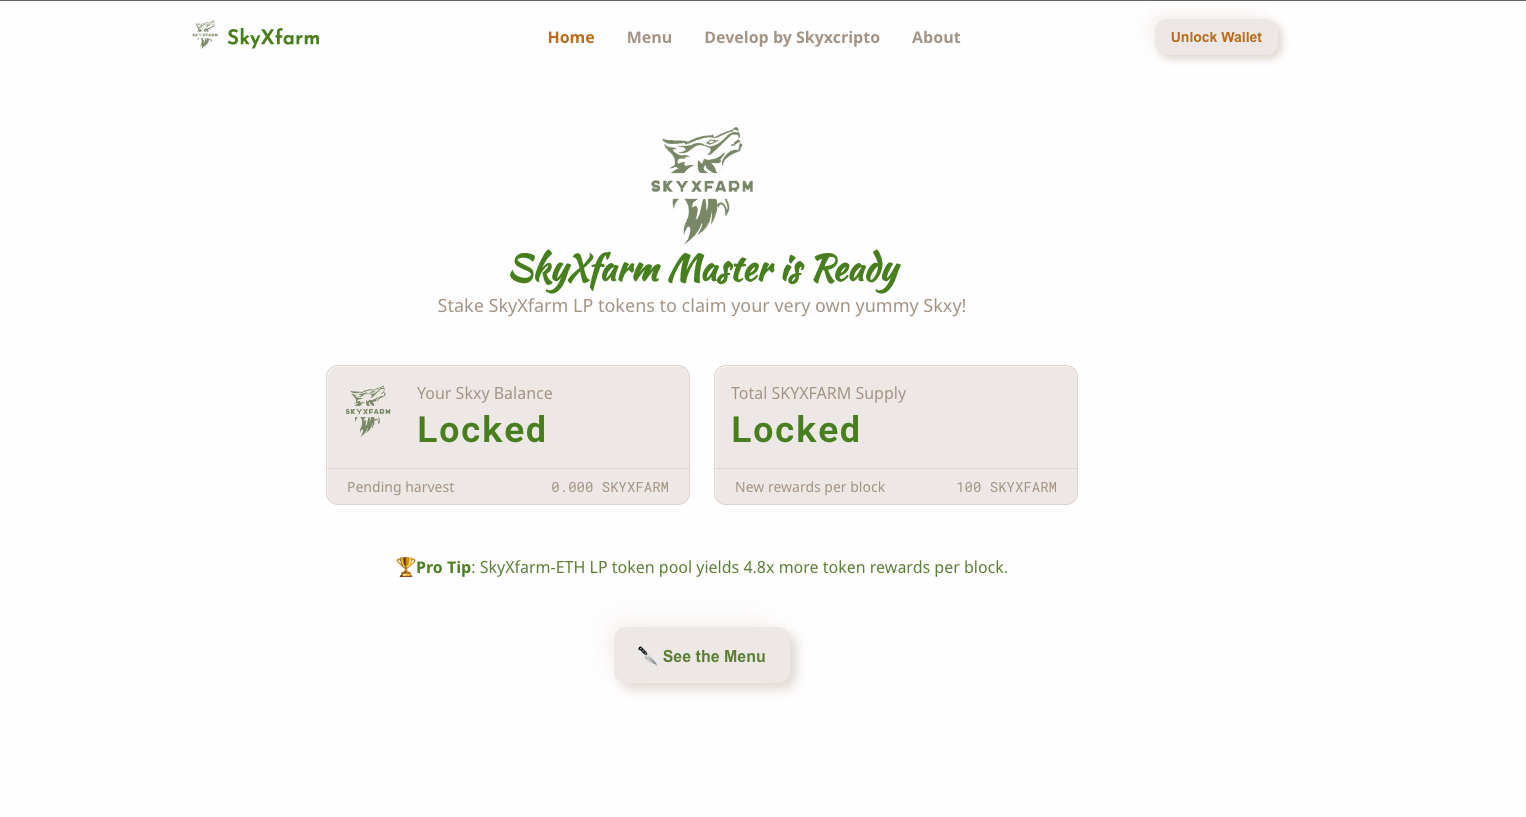 SKYXFARM
SkyXfarm
Home
Menu
Develop by Skyxcripto
About
Unlock Wallet
SKYXFARM
SkyXfarm Master is Ready
Stake SkyXfarm LP tokens to claim your very own yummy Skxy!
SKYXFARM
Your Skxy Balance
Locked
Pending harvest
0.000 SKYXFARM
Total SKYXFARM Supply
Locked
New rewards per block
100 SKYXFARM
🏆Pro Tip: SkyXfarm-ETH LP token pool yields 4.8x more token rewards per block.
🔪 See the Menu